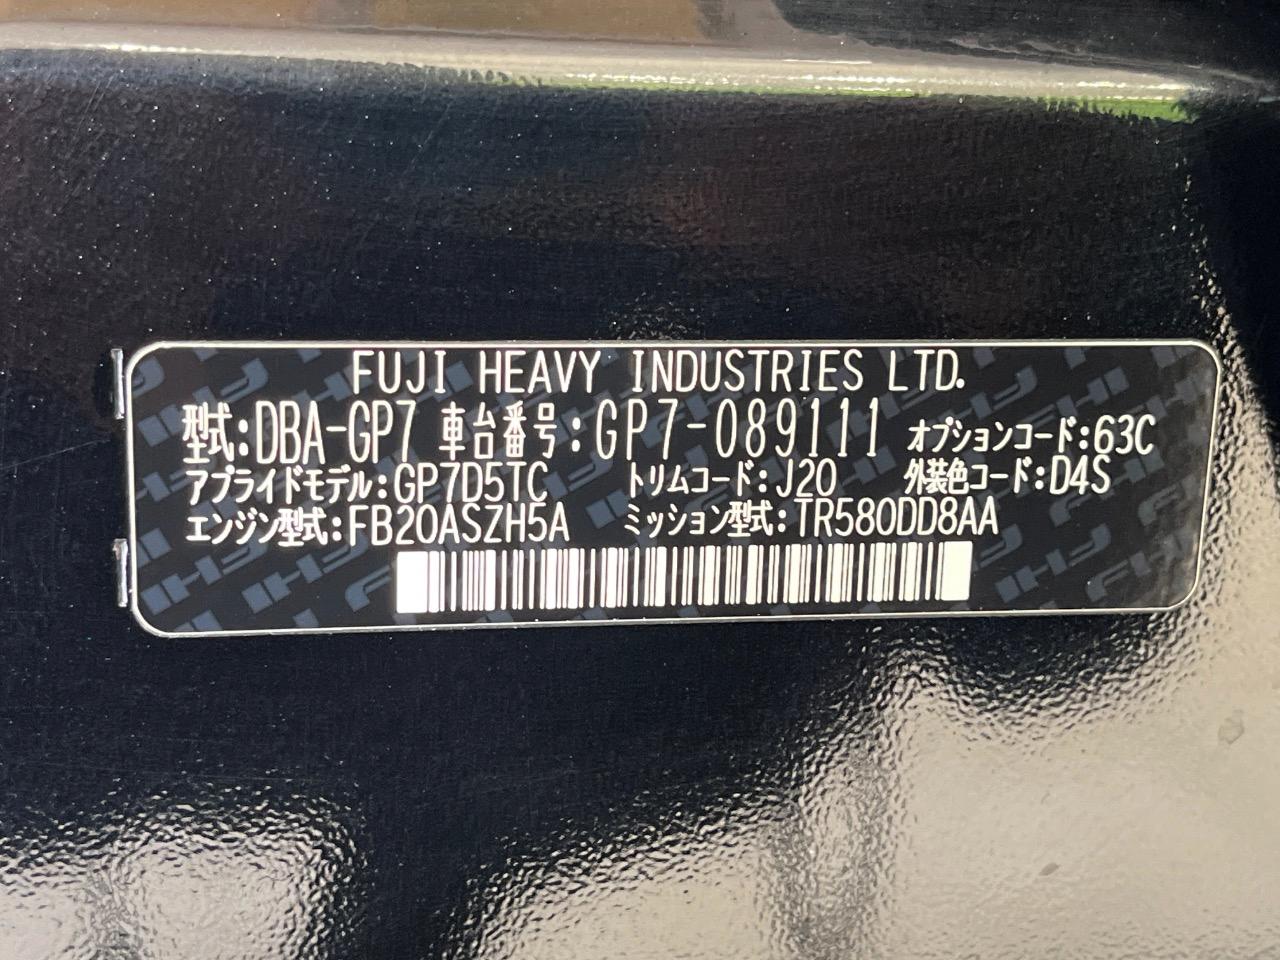 FUJI HEAVY INDUSTRIES LTD.
型式:DBA-GP7 車台番号:GP7-089111 オプションコード:63C
アプライドモデル:GP7D5TC トリムコード:J20 外装色コード:D4S
エンジン型式:FB20ASZH5A ミッション型式:TR580DD8AA